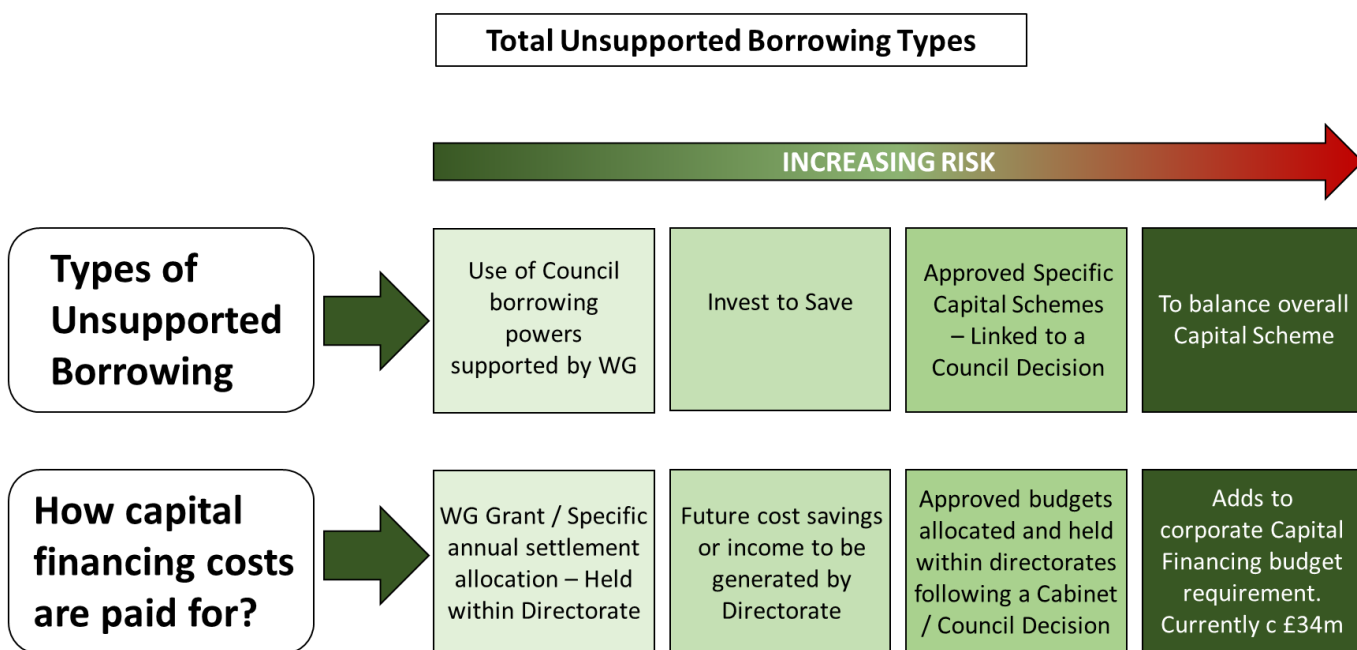 Total Unsupported Borrowing Types
INCREASING RISK
Types of
Unsupported
Borrowing
Use of Council
borrowing
powers
supported by WG
Invest to Save
Approved Specific
Capital Schemes
– Linked to a
Council Decision
To balance overall
Capital Scheme
How capital
financing costs
are paid for?
WG Grant / Specific
annual settlement
allocation – Held
within Directorate
Future cost savings
or income to be
generated by
Directorate
Approved budgets
allocated and held
within directorates
following a Cabinet
/ Council Decision
Adds to
corporate Capital
Financing budget
requirement.
Currently c £34m